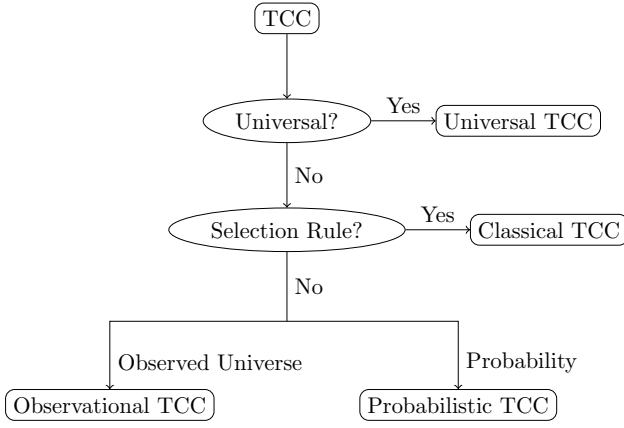 TCC
Universal?
Yes
Universal TCC
No
Selection Rule?
Yes
Classical TCC
No
Observed Universe
Probability
Observational TCC
Probabilistic TCC